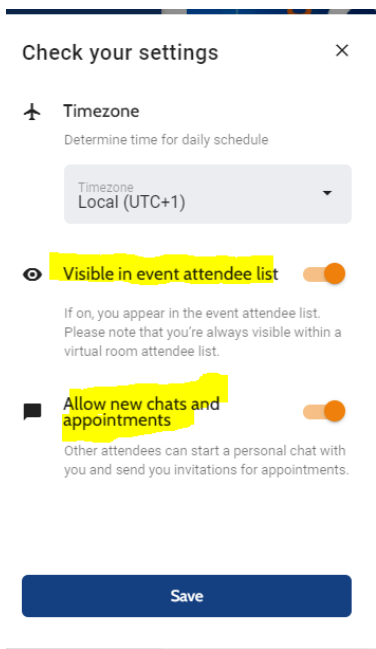 Check your settings
Timezone
Determine time for daily schedule
Timezone
Local (UTC+1)
Visible in event attendee list
If on, you appear in the event attendee list.
Please note that you're always visible within a
virtual room attendee list.
Allow new chats and
appointments
Other attendees can start a personal chat with
you and send you invitations for appointments.
Save